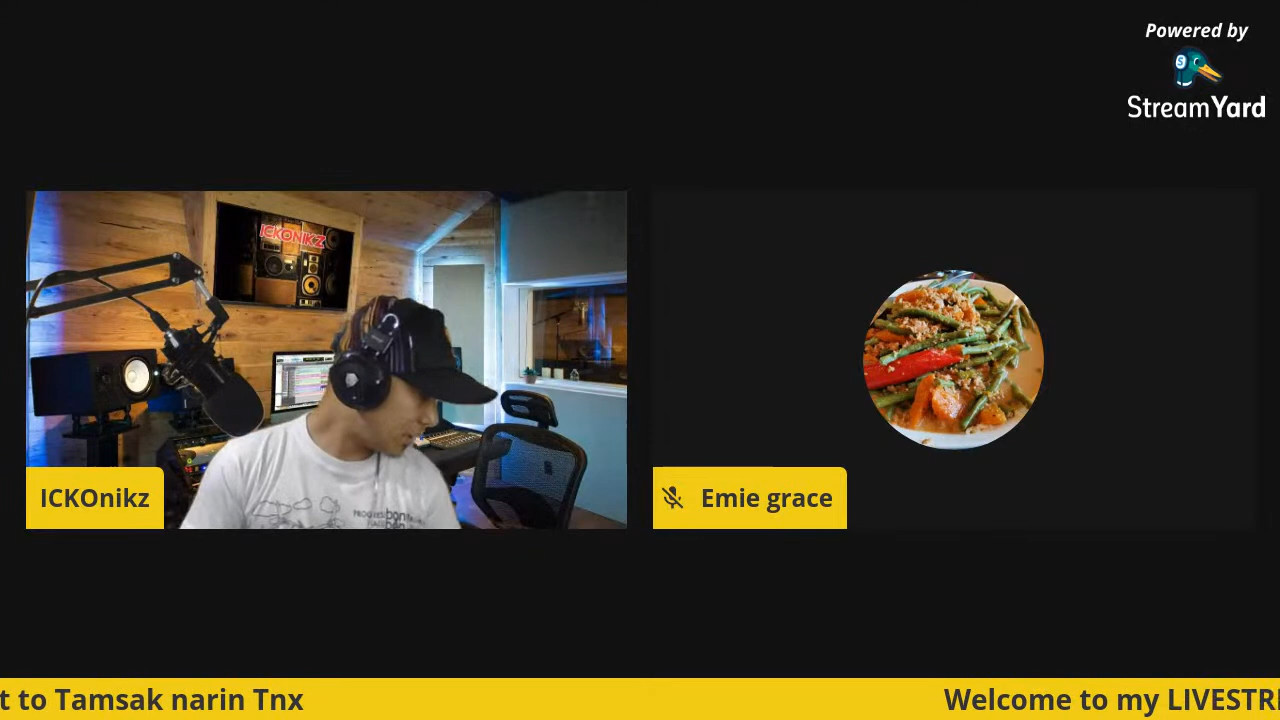 Powered by
S
StreamYard
ICKONIKZ
ICKOnikz
Emie grace
t to Tamsak narin Tnx
Welcome to my LIVESTR